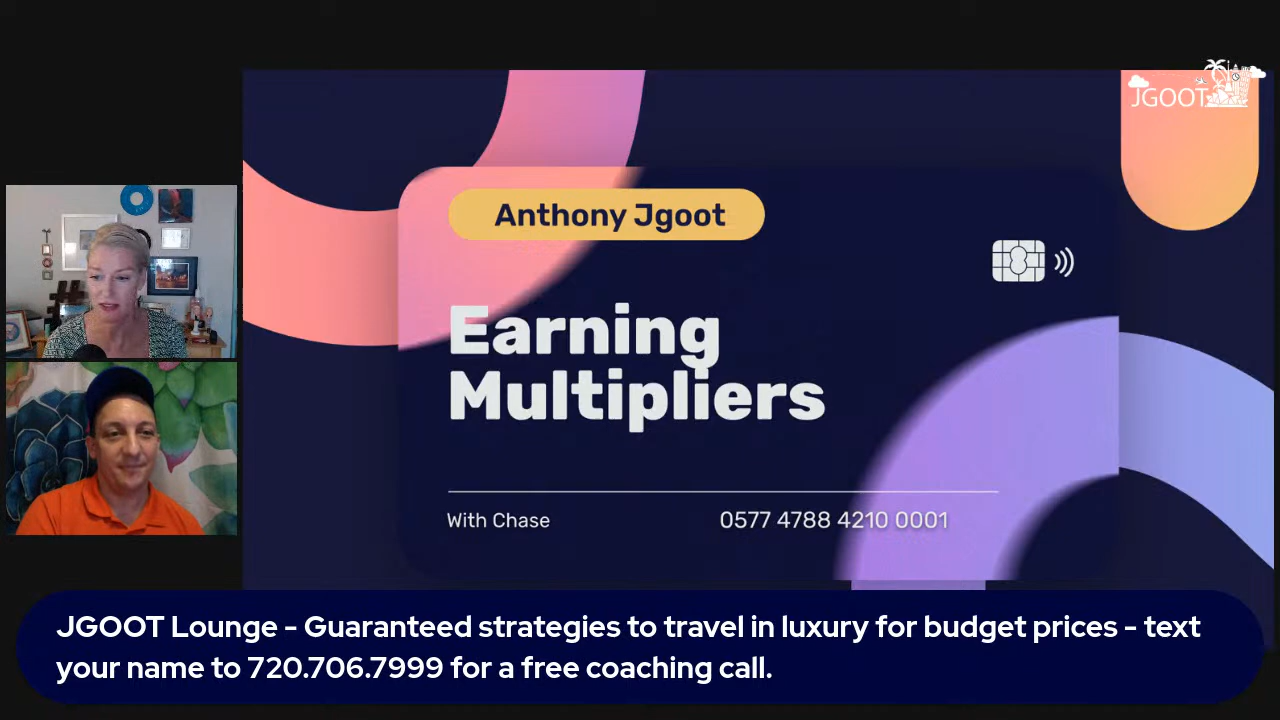 JGOOT
Anthony Jgoot
Earning
Multipliers
With Chase
0577 4788 4210 0001
JGOOT Lounge - Guaranteed strategies to travel in luxury for budget prices - text
your name to 720.706.7999 for a free coaching call.